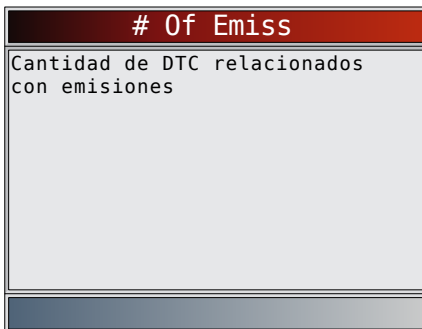 # Of Emiss
Cantidad de DTC relacionados
con emisiones